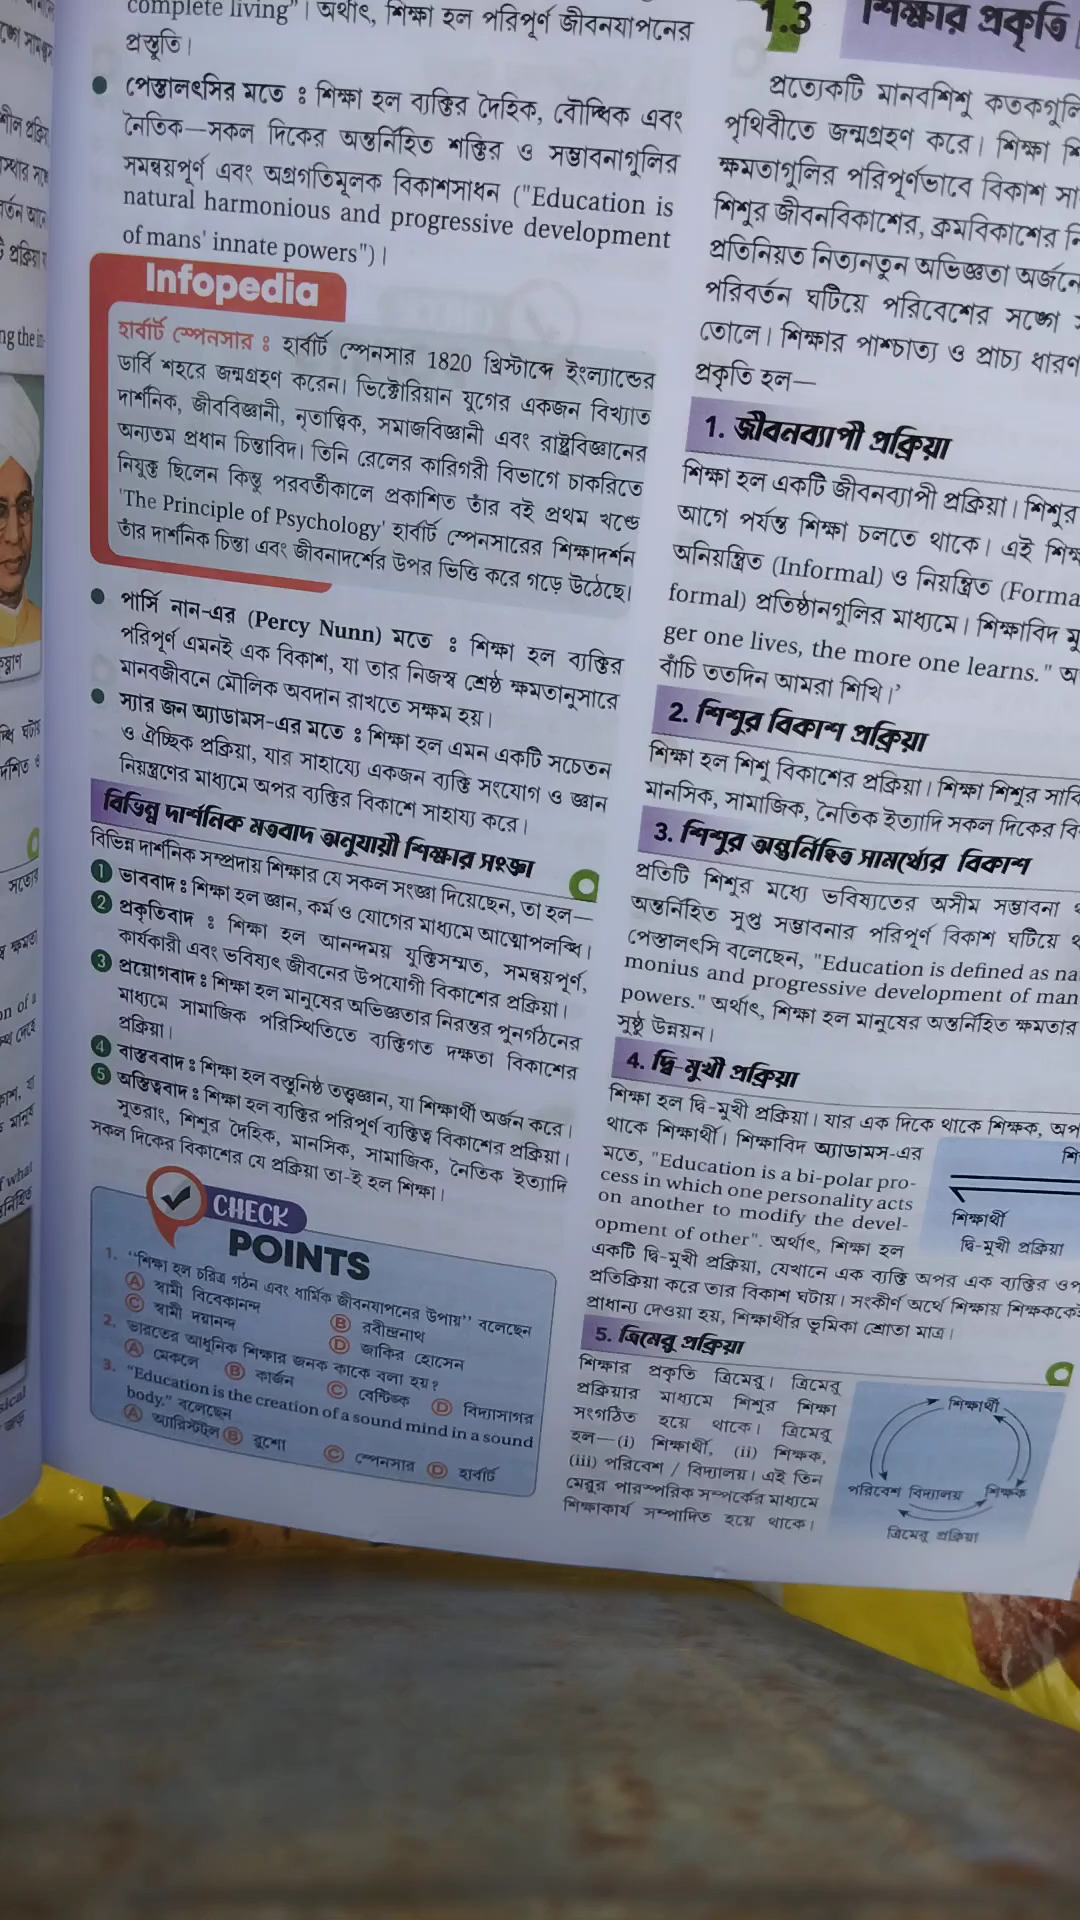 complete living"। অর্থাৎ, শিক্ষা হল পরিপূর্ণ জীবনযাপনের
প্রস্তুতি।
● পেস্তালৎসির মতে ঃ শিক্ষা হল ব্যক্তির দৈহিক, বৌদ্ধিক এবং
নৈতিক—সকল দিকের অন্তর্নিহিত শক্তির ও সম্ভাবনাগুলির
সমন্বয়পূর্ণ এবং অগ্রগতিমূলক বিকাশসাধন ("Education is
natural harmonious and progressive development
of mans' innate powers")।
Infopedia
হার্বার্ট স্পেনসার ঃ হার্বার্ট স্পেনসার 1820 খ্রিস্টাব্দে ইংল্যান্ডের
ডার্বি শহরে জন্মগ্রহণ করেন। ভিক্টোরিয়ান যুগের একজন বিখ্যাত
দার্শনিক, জীববিজ্ঞানী, নৃতাত্ত্বিক, সমাজবিজ্ঞানী এবং রাষ্ট্রবিজ্ঞানের
অন্যতম প্রধান চিন্তাবিদ। তিনি রেলের কারিগরী বিভাগে চাকরিতে
নিযুক্ত ছিলেন কিন্তু পরবর্তীকালে প্রকাশিত তাঁর বই প্রথম খণ্ডে
'The Principle of Psychology' হার্বার্ট স্পেনসারের শিক্ষাদর্শন
তাঁর দার্শনিক চিন্তা এবং জীবনাদর্শের উপর ভিত্তি করে গড়ে উঠেছে।
● পার্সি নান-এর (Percy Nunn) মতে ঃ শিক্ষা হল ব্যক্তির
পরিপূর্ণ এমনই এক বিকাশ, যা তার নিজস্ব শ্রেষ্ঠ ক্ষমতানুসারে
মানবজীবনে মৌলিক অবদান রাখতে সক্ষম হয়।
● স্যার জন অ্যাডামস-এর মতে ঃ শিক্ষা হল এমন একটি সচেতন
ও ঐচ্ছিক প্রক্রিয়া, যার সাহায্যে একজন ব্যক্তি সংযোগ ও জ্ঞান
নিয়ন্ত্রণের মাধ্যমে অপর ব্যক্তির বিকাশে সাহায্য করে।
বিভিন্ন দার্শনিক মতবাদ অনুযায়ী শিক্ষার সংজ্ঞা
বিভিন্ন দার্শনিক সম্প্রদায় শিক্ষার যে সকল সংজ্ঞা দিয়েছেন, তা হল—
1 ভাববাদ ঃ শিক্ষা হল জ্ঞান, কর্ম ও যোগের মাধ্যমে আত্মোপলব্ধি।
2 প্রকৃতিবাদ ঃ শিক্ষা হল আনন্দময় যুক্তিসম্মত, সমন্বয়পূর্ণ,
কার্যকারী এবং ভবিষ্যৎ জীবনের উপযোগী বিকাশের প্রক্রিয়া।
3 প্রয়োগবাদ ঃ শিক্ষা হল মানুষের অভিজ্ঞতার নিরন্তর পুনর্গঠনের
মাধ্যমে সামাজিক পরিস্থিতিতে ব্যক্তিগত দক্ষতা বিকাশের
প্রক্রিয়া।
4 বাস্তববাদ ঃ শিক্ষা হল বস্তুনিষ্ঠ তত্ত্বজ্ঞান, যা শিক্ষার্থী অর্জন করে।
5 অস্তিত্ববাদ ঃ শিক্ষা হল ব্যক্তির পরিপূর্ণ ব্যক্তিত্ব বিকাশের প্রক্রিয়া।
সুতরাং, শিশুর দৈহিক, মানসিক, সামাজিক, নৈতিক ইত্যাদি
সকল দিকের বিকাশের যে প্রক্রিয়া তা-ই হল শিক্ষা।
CHECK
POINTS
1. ''শিক্ষা হল চরিত্র গঠন এবং ধার্মিক জীবনযাপনের উপায়'' বলেছেন
A স্বামী বিবেকানন্দ B রবীন্দ্রনাথ
C স্বামী দয়ানন্দ D জাকির হোসেন
2. ভারতের আধুনিক শিক্ষার জনক কাকে বলা হয়?
A মেকলে B কার্জন C বেন্টিঙ্ক D বিদ্যাসাগর
3. "Education is the creation of a sound mind in a sound
body." বলেছেন
A অ্যারিস্টটল B রুশো C স্পেনসার D হার্বার্ট
1.3 শিক্ষার প্রকৃতি
প্রত্যেকটি মানবশিশু কতকগুলি
পৃথিবীতে জন্মগ্রহণ করে। শিক্ষা
ক্ষমতাগুলির পরিপূর্ণভাবে বিকাশ
শিশুর জীবনবিকাশের, ক্রমবিকাশের
প্রতিনিয়ত নিত্যনতুন অভিজ্ঞতা
পরিবর্তন ঘটিয়ে পরিবেশের সঙ্গে
তোলে। শিক্ষার পাশ্চাত্য ও প্রাচ্য
প্রকৃতি হল—
1. জীবনব্যাপী প্রক্রিয়া
শিক্ষা হল একটি জীবনব্যাপী প্রক্রিয়া। শিশুর
আগে পর্যন্ত শিক্ষা চলতে থাকে। এই
অনিয়ন্ত্রিত (Informal) ও নিয়ন্ত্রিত (Forma
formal) প্রতিষ্ঠানগুলির মাধ্যমে। শিক্ষাবিদ
ger one lives, the more one learns."
বাঁচি ততদিন আমরা শিখি।'
2. শিশুর বিকাশ প্রক্রিয়া
শিক্ষা হল শিশু বিকাশের প্রক্রিয়া। শিক্ষা শিশুর
মানসিক, সামাজিক, নৈতিক ইত্যাদি সকল দিকের
3. শিশুর অন্তর্নিহিত সামর্থ্যের বিকাশ
প্রতিটি শিশুর মধ্যে ভবিষ্যতের অসীম সম্ভাবনা
অন্তর্নিহিত সুপ্ত সম্ভাবনার পরিপূর্ণ বিকাশ ঘটিয়ে
পেস্তালৎসি বলেছেন, "Education is defined as na
monius and progressive development of man
powers." অর্থাৎ, শিক্ষা হল মানুষের অন্তর্নিহিত ক্ষমতার
সুষ্ঠু উন্নয়ন।
4. দ্বি-মুখী প্রক্রিয়া
শিক্ষা হল দ্বি-মুখী প্রক্রিয়া। যার এক দিকে থাকে শিক্ষক,
থাকে শিক্ষার্থী। শিক্ষাবিদ অ্যাডামস-এর
মতে, "Education is a bi-polar pro-
cess in which one personality acts
on another to modify the devel-
opment of other". অর্থাৎ, শিক্ষা হল
একটি দ্বি-মুখী প্রক্রিয়া, যেখানে এক ব্যক্তি অপর এক ব্যক্তির
প্রতিক্রিয়া করে তার বিকাশ ঘটায়। সংকীর্ণ অর্থে শিক্ষায়
প্রাধান্য দেওয়া হয়, শিক্ষার্থীর ভূমিকা শ্রোতা মাত্র।
শিক্ষার্থী
দ্বি-মুখী প্রক্রিয়া
5. ত্রিমেরু প্রক্রিয়া
শিক্ষার প্রকৃতি ত্রিমেরু। ত্রিমেরু
প্রক্রিয়ার মাধ্যমে শিশুর শিক্ষা
সংগঠিত হয়ে থাকে। ত্রিমেরু
হল—(i) শিক্ষার্থী, (ii) শিক্ষক,
(iii) পরিবেশ / বিদ্যালয়। এই তিন
মেরুর পারস্পরিক সম্পর্কের মাধ্যমে
শিক্ষাকার্য সম্পাদিত হয়ে থাকে।
শিক্ষার্থী
পরিবেশ বিদ্যালয় শিক্ষক
ত্রিমেরু প্রক্রিয়া